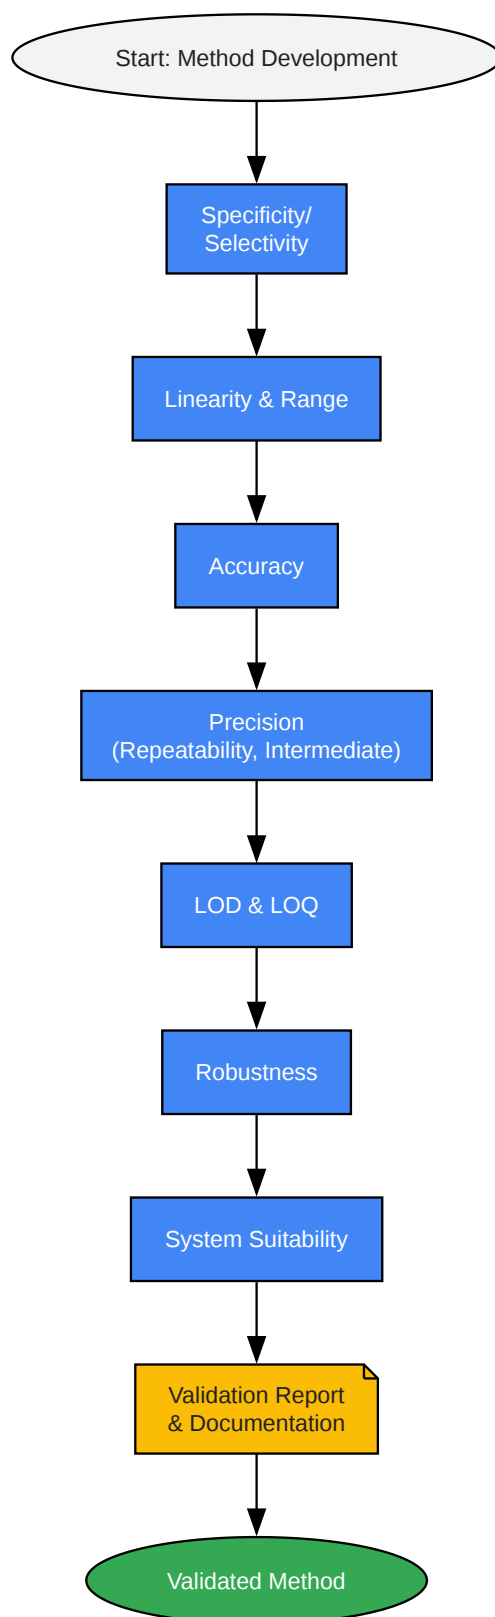 Start: Method Development
Specificity/
Selectivity
Linearity & Range
Accuracy
Precision
(Repeatability, Intermediate)
LOD & LOQ
Robustness
System Suitability
Validation Report
& Documentation
Validated Method